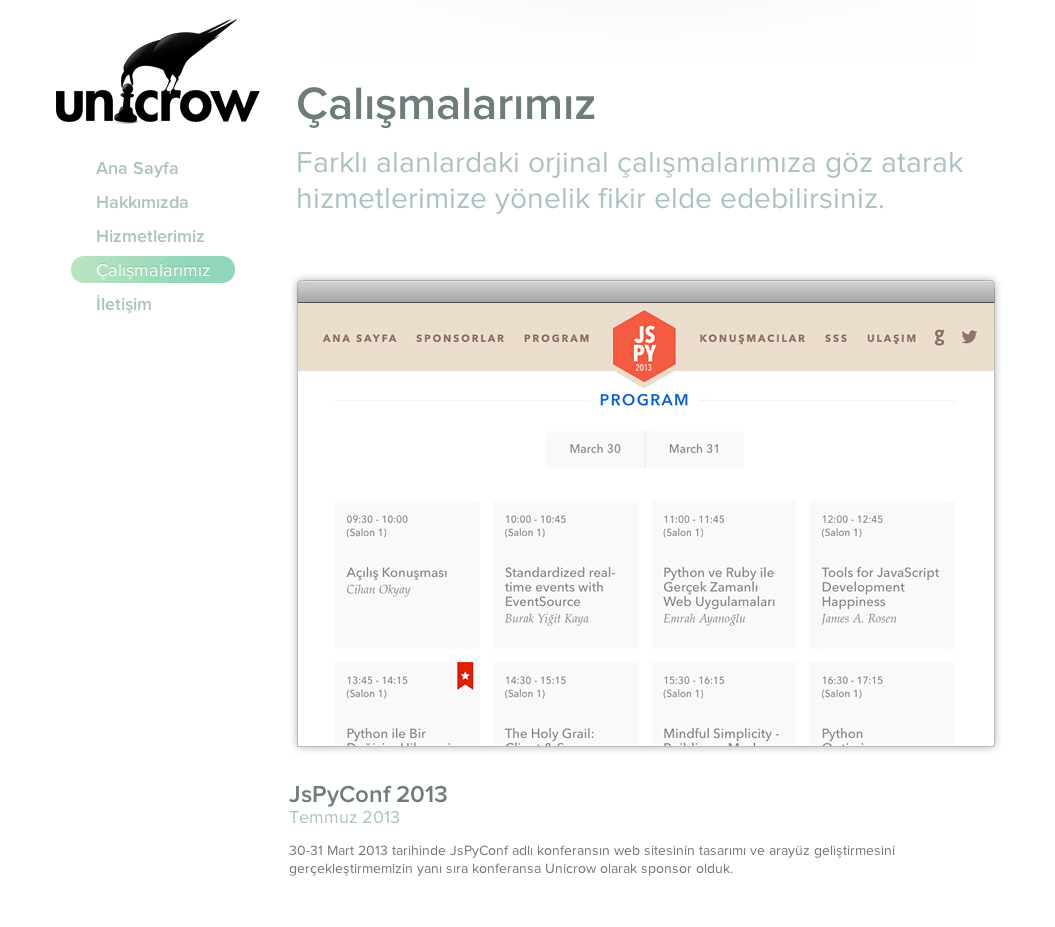 unicrow
Ana Sayfa
Hakkımızda
Hizmetlerimiz
Çalışmalarımız
İletişim
Çalışmalarımız
Farklı alanlardaki orjinal çalışmalarımıza göz atarak
hizmetlerimize yönelik fikir elde edebilirsiniz.
ANA SAYFA SPONSORLAR PROGRAM
JS
PY
2013
KONUŞMACILAR SSS ULAŞIM
PROGRAM
March 30 March 31
09:30 - 10:00
(Salon 1)
Açılış Konuşması
Cihan Okyay
10:00 - 10:45
(Salon 1)
Standardized real-
time events with
EventSource
Burak Yiğit Kaya
11:00 - 11:45
(Salon 1)
Python ve Ruby ile
Gerçek Zamanlı
Web Uygulamaları
Emrah Ayanoğlu
12:00 - 12:45
(Salon 1)
Tools for JavaScript
Development
Happiness
James A. Rosen
13:45 - 14:15
(Salon 1)
Python ile Bir
14:30 - 15:15
(Salon 1)
The Holy Grail:
15:30 - 16:15
(Salon 1)
Mindful Simplicity -
16:30 - 17:15
(Salon 1)
Python
JsPyConf 2013
Temmuz 2013
30-31 Mart 2013 tarihinde JsPyConf adlı konferansın web sitesinin tasarımı ve arayüz geliştirmesini
gerçekleştirmemizin yanı sıra konferansa Unicrow olarak sponsor olduk.